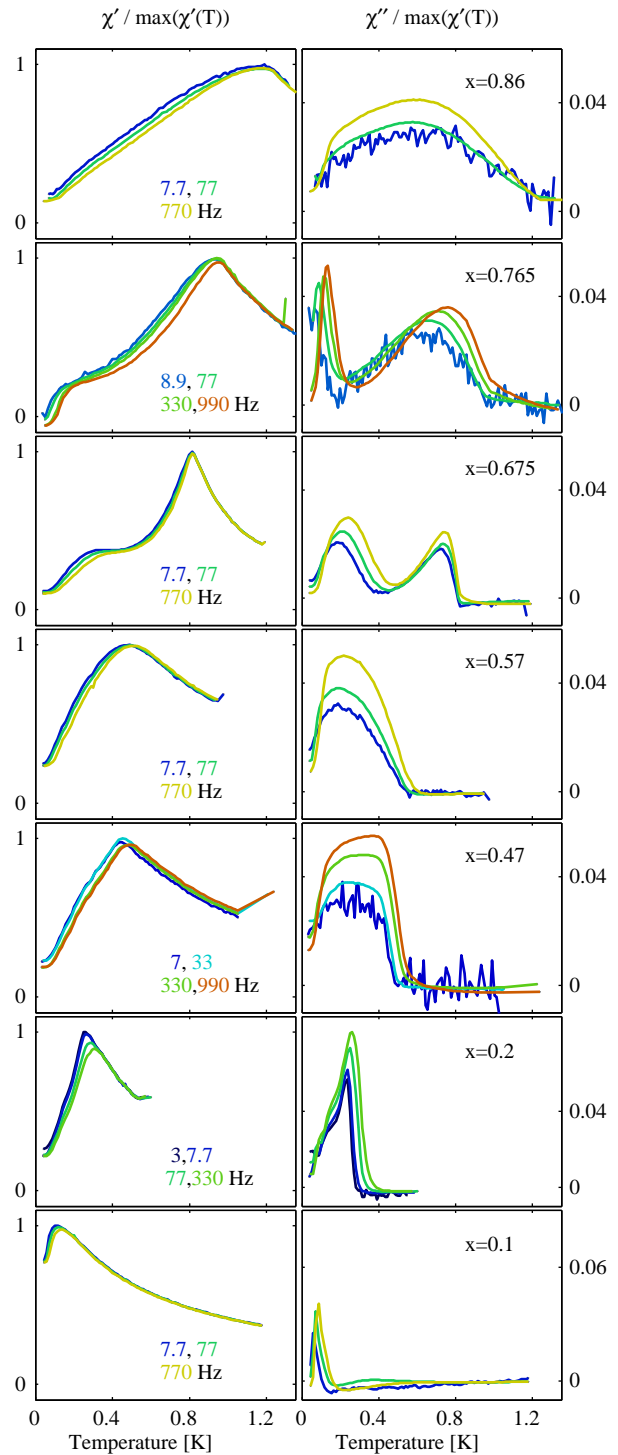 χ′ / max(χ′(T))
χ″ / max(χ′(T))
1
0
7.7, 77
770 Hz
x=0.86
0.04
0
1
0
8.9, 77
330,990 Hz
x=0.765
0.04
0
1
0
7.7, 77
770 Hz
x=0.675
0.04
0
1
0
7.7, 77
770 Hz
x=0.57
0.04
0
1
0
7, 33
330,990 Hz
x=0.47
0.04
0
1
0
3,7.7
77,330 Hz
x=0.2
0.04
0
1
0
7.7, 77
770 Hz
x=0.1
0.06
0
0 0.4 0.8 1.2
0 0.4 0.8 1.2
Temperature [K]
Temperature [K]